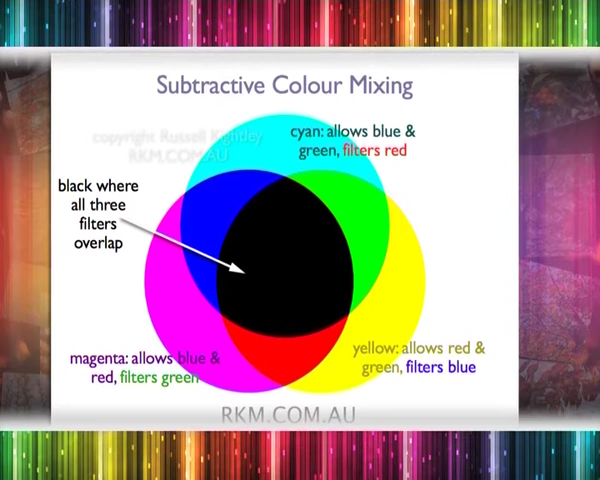 Subtractive Colour Mixing
copyright Russell Kightley
RKM.COM.AU
cyan: allows blue &
green, filters red
black where
all three
filters
overlap
magenta: allows blue &
red, filters green
yellow: allows red &
green, filters blue
RKM.COM.AU